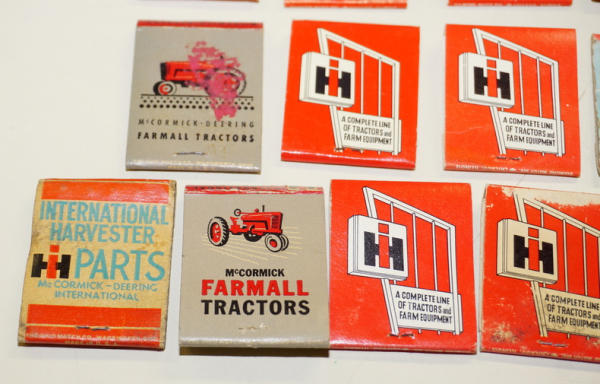 McCORMICK-DEERING
FARMALL TRACTORS
IH
A COMPLETE LINE
OF TRACTORS and
FARM EQUIPMENT
IH
A COMPLETE LINE
OF TRACTORS and
FARM EQUIPMENT
INTERNATIONAL
HARVESTER
IH PARTS
McCORMICK - DEERING
INTERNATIONAL
McCORMICK
FARMALL
TRACTORS
IH
A COMPLETE LINE
OF TRACTORS and
FARM EQUIPMENT
IH
A COMPLETE LINE
OF TRACTORS and
FARM EQUIPMENT